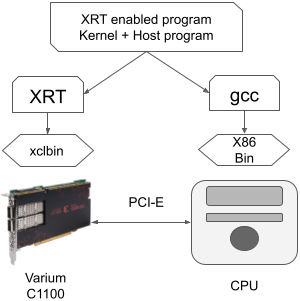 XRT enabled program
Kernel + Host program
XRT
gcc
xclbin
X86
Bin
PCI-E
Varium
C1100
CPU